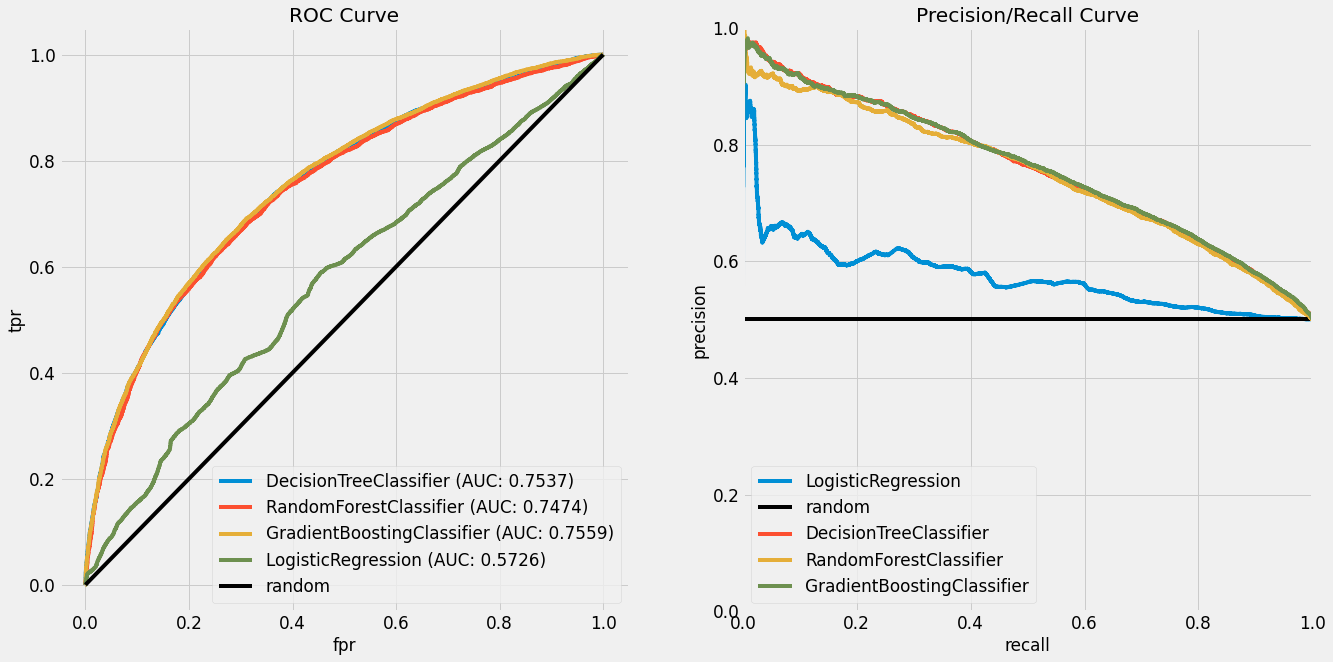 ROC Curve
1.0
0.8
0.6
0.4
0.2
0.0
tpr
0.0 0.2 0.4 0.6 0.8 1.0
fpr
DecisionTreeClassifier (AUC: 0.7537)
RandomForestClassifier (AUC: 0.7474)
GradientBoostingClassifier (AUC: 0.7559)
LogisticRegression (AUC: 0.5726)
random
Precision/Recall Curve
1.0
0.8
0.6
0.4
0.2
0.0
precision
0.0 0.2 0.4 0.6 0.8 1.0
recall
LogisticRegression
random
DecisionTreeClassifier
RandomForestClassifier
GradientBoostingClassifier